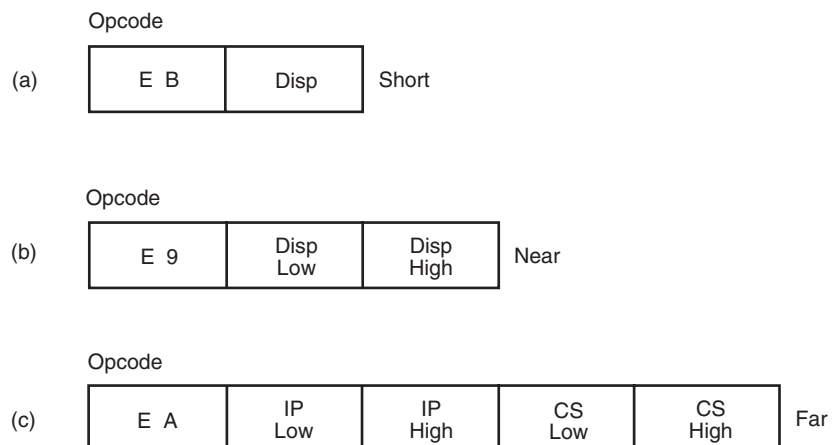 Opcode
(a) E B Disp Short
Opcode
(b) E 9 Disp Low Disp High Near
Opcode
(c) E A IP Low IP High CS Low CS High Far